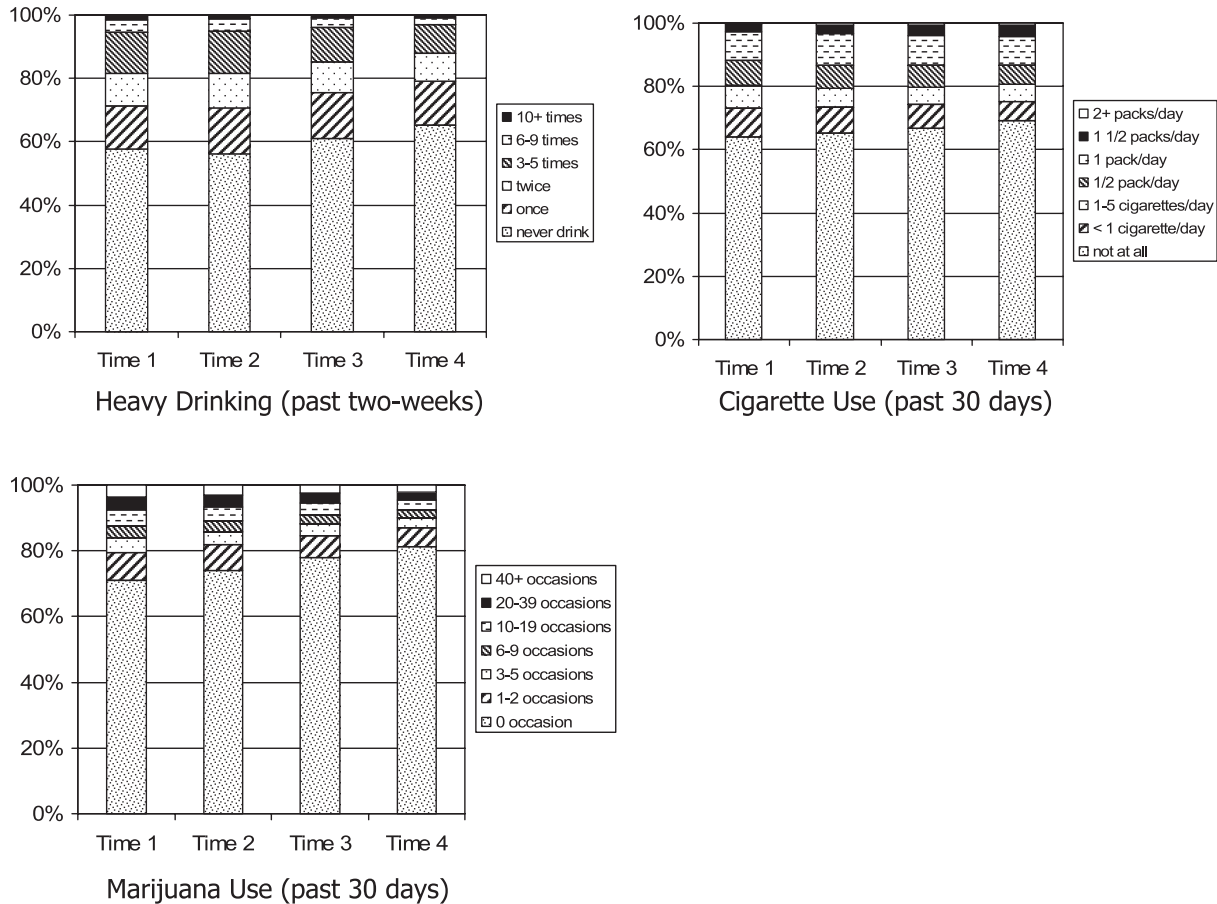 100%
80%
60%
40%
20%
0%
Time 1 Time 2 Time 3 Time 4
Heavy Drinking (past two-weeks)
10+ times
6-9 times
3-5 times
twice
once
never drink
100%
80%
60%
40%
20%
0%
Time 1 Time 2 Time 3 Time 4
Cigarette Use (past 30 days)
2+ packs/day
1 1/2 packs/day
1 pack/day
1/2 pack/day
1-5 cigarettes/day
< 1 cigarette/day
not at all
100%
80%
60%
40%
20%
0%
Time 1 Time 2 Time 3 Time 4
Marijuana Use (past 30 days)
40+ occasions
20-39 occasions
10-19 occasions
6-9 occasions
3-5 occasions
1-2 occasions
0 occasion